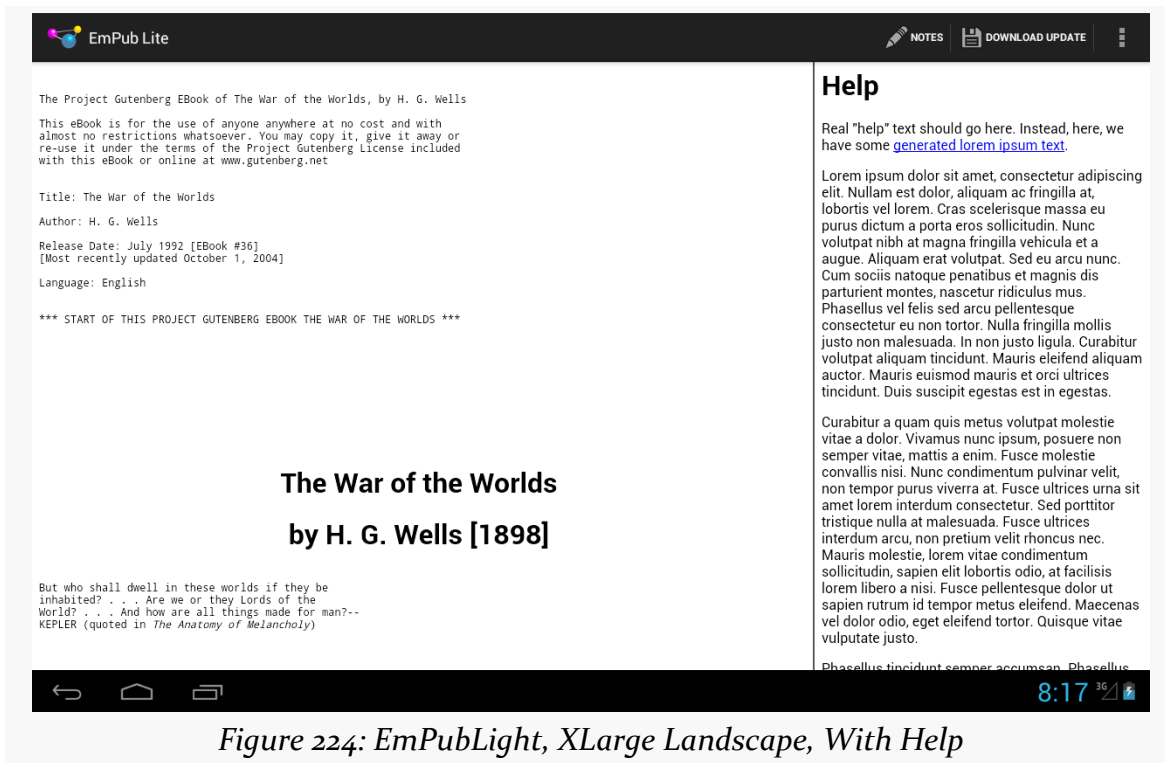 EmPub Lite
NOTES
DOWNLOAD UPDATE
The Project Gutenberg EBook of The War of the Worlds, by H. G. Wells
This eBook is for the use of anyone anywhere at no cost and with
almost no restrictions whatsoever. You may copy it, give it away or
re-use it under the terms of the Project Gutenberg License included
with this eBook or online at www.gutenberg.net
Title: The War of the Worlds
Author: H. G. Wells
Release Date: July 1992 [EBook #36]
[Most recently updated October 1, 2004]
Language: English
*** START OF THIS PROJECT GUTENBERG EBOOK THE WAR OF THE WORLDS ***
The War of the Worlds
by H. G. Wells [1898]
But who shall dwell in these worlds if they be
inhabited? . . . Are we or they Lords of the
World? . . . And how are all things made for man?--
KEPLER (quoted in The Anatomy of Melancholy)
Help
Real "help" text should go here. Instead, here, we
have some generated lorem ipsum text.
Lorem ipsum dolor sit amet, consectetur adipiscing
elit. Nullam est dolor, aliquam ac fringilla at,
lobortis vel lorem. Cras scelerisque massa eu
purus dictum a porta eros sollicitudin. Nunc
volutpat nibh at magna fringilla vehicula et a
augue. Aliquam erat volutpat. Sed eu arcu nunc.
Cum sociis natoque penatibus et magnis dis
parturient montes, nascetur ridiculus mus.
Phasellus vel felis sed arcu pellentesque
consectetur eu non tortor. Nulla fringilla mollis
justo non malesuada. In non justo ligula. Curabitur
volutpat aliquam tincidunt. Mauris eleifend aliquam
auctor. Mauris euismod mauris et orci ultrices
tincidunt. Duis suscipit egestas est in egestas.
Curabitur a quam quis metus volutpat molestie
vitae a dolor. Vivamus nunc ipsum, posuere non
semper vitae, mattis a enim. Fusce molestie
convallis nisi. Nunc condimentum pulvinar velit,
non tempor purus viverra at. Fusce ultrices urna sit
amet lorem interdum consectetur. Sed porttitor
tristique nulla at malesuada. Fusce ultrices
interdum arcu, non pretium velit rhoncus nec.
Mauris molestie, lorem vitae condimentum
sollicitudin, sapien elit lobortis odio, at facilisis
lorem libero a nisi. Fusce pellentesque dolor ut
sapien rutrum id tempor metus eleifend. Maecenas
vel dolor odio, eget eleifend tortor. Quisque vitae
vulputate justo.
Phasellus tincidunt semper accumsan. Phasellus
8:17 3G
Figure 224: EmPubLight, XLarge Landscape, With Help